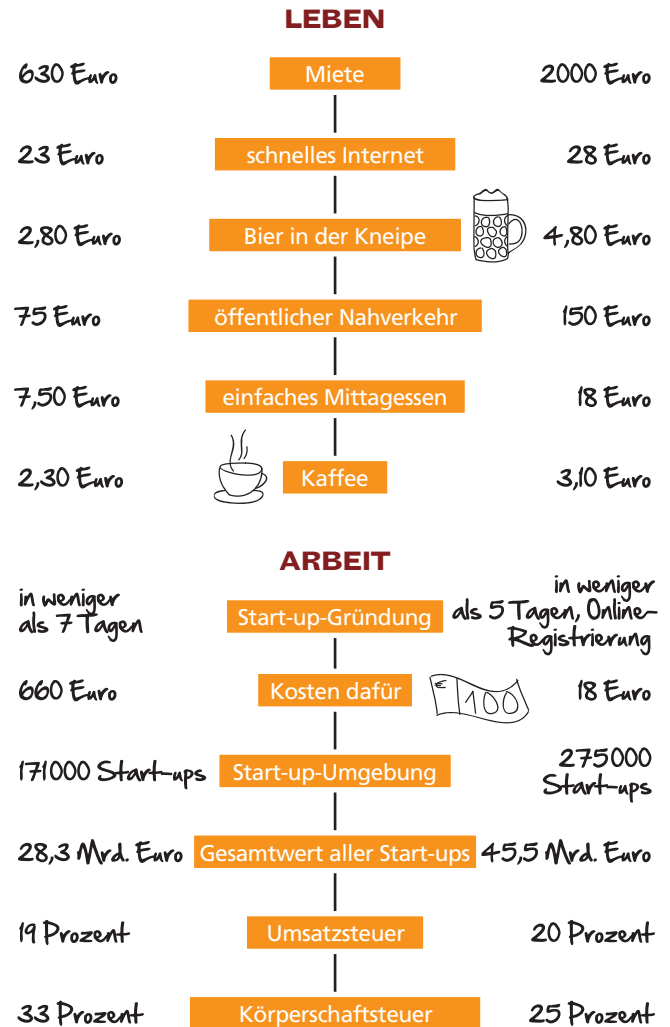 LEBEN
630 Euro Miete 2000 Euro
23 Euro schnelles Internet 28 Euro
2,80 Euro Bier in der Kneipe 4,80 Euro
75 Euro öffentlicher Nahverkehr 150 Euro
7,50 Euro einfaches Mittagessen 18 Euro
2,30 Euro Kaffee 3,10 Euro
ARBEIT
in weniger
als 7 Tagen
Start-up-Gründung
in weniger
als 5 Tagen, Online-
Registrierung
660 Euro Kosten dafür € 100 18 Euro
171000 Start-ups Start-up-Umgebung
275000
Start-ups
28,3 Mrd. Euro Gesamtwert aller Start-ups 45,5 Mrd. Euro
19 Prozent Umsatzsteuer 20 Prozent
33 Prozent Körperschaftsteuer 25 Prozent